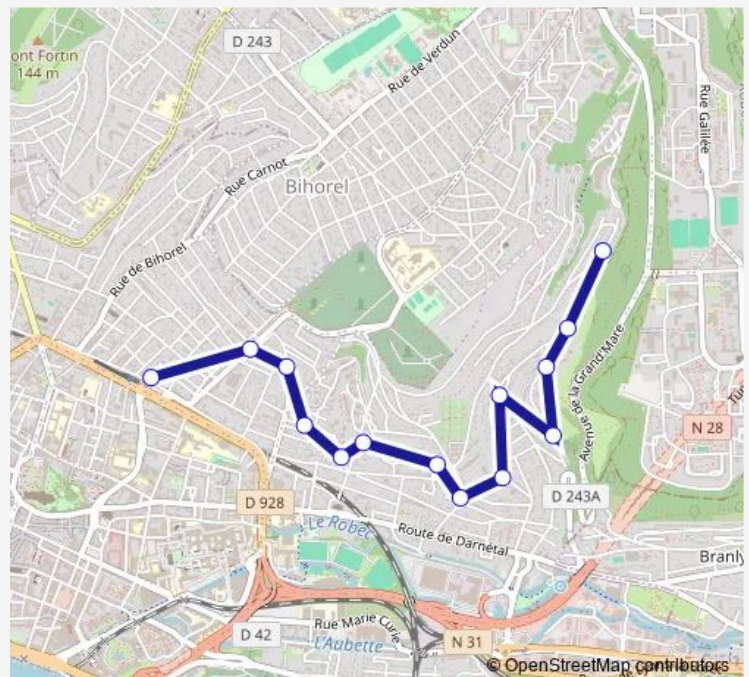 D 243
ont Fortin
144 m
Rue de Verdun
Rue Galilée
Rue Carnot
Bihorel
Rue de Bihorel
Avenue de la Grand'Mare
N 28
D 243A
D 928
Le Robec
Route de Darnétal
Branly
D 42
Rue Marie Curie
L'Aubette
N 31
© OpenStreetMap contributors